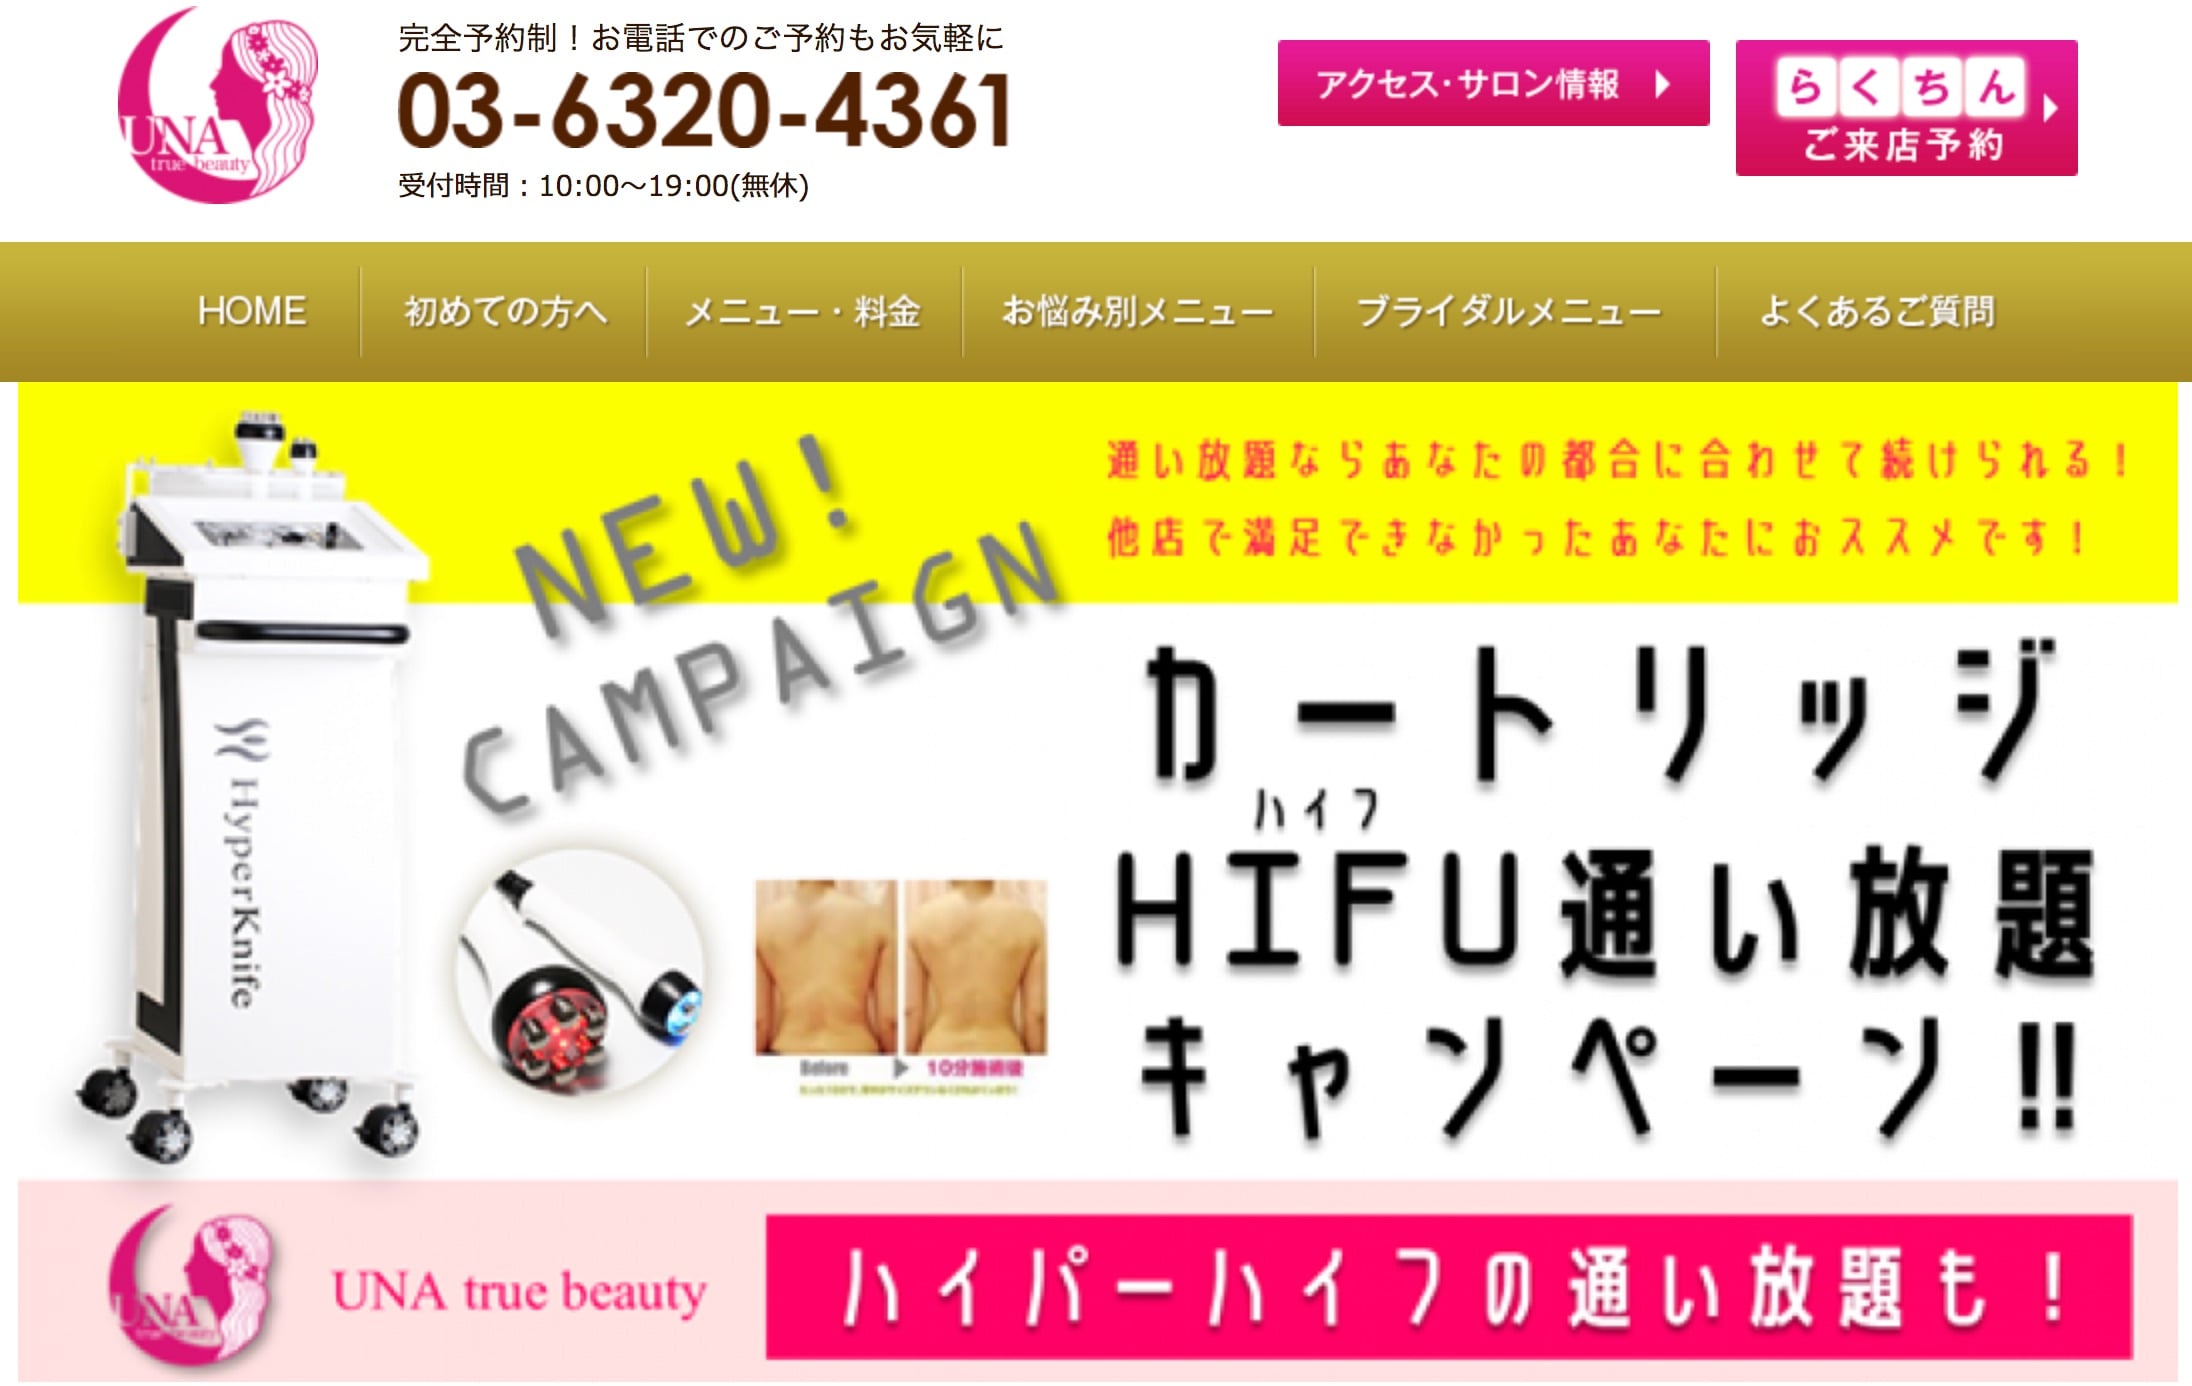 UNA
true beauty
完全予約制！お電話でのご予約もお気軽に
03-6320-4361
受付時間：10:00〜19:00(無休)
アクセス・サロン情報
らくちん
ご来店予約
HOME
初めての方へ
メニュー・料金
お悩み別メニュー
ブライダルメニュー
よくあるご質問
通い放題ならあなたの都合に合わせて続けられる！
他店で満足できなかったあなたにおススメです！
NEW!
CAMPAIGN
HyperKnife
カートリッジ
ハイフ
HIFU通い放題
キャンペーン!!
Before
10分施術後
UNA
true beauty
UNA true beauty
ハイパーハイフの通い放題も！